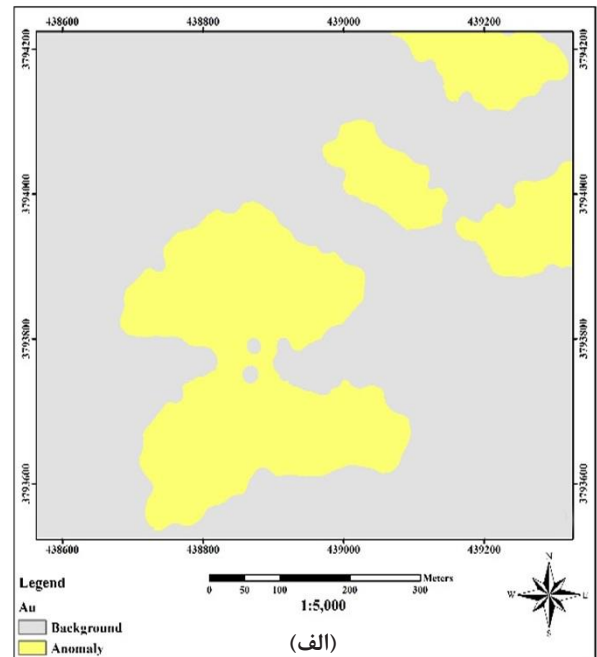 438600 438800 439000 439200
3794200 3794200
3794000 3794000
3793800 3793800
3793600 3793600
438600 438800 439000 439200
Legend
Au
Background
Anomaly
Meters
0 50 100 200 300
1:5,000
(الف)
N
W E
S